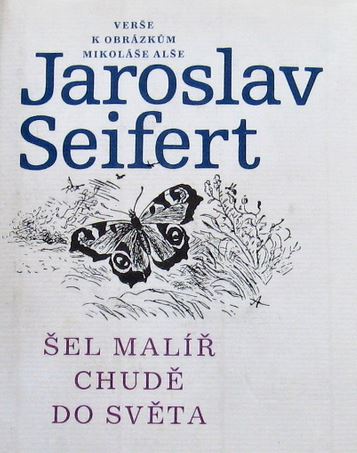 VERŠE
K OBRÁZKŮM
MIKOLÁŠE ALŠE
Jaroslav
Seifert
ŠEL MALÍŘ
CHUDĚ
DO SVĚTA